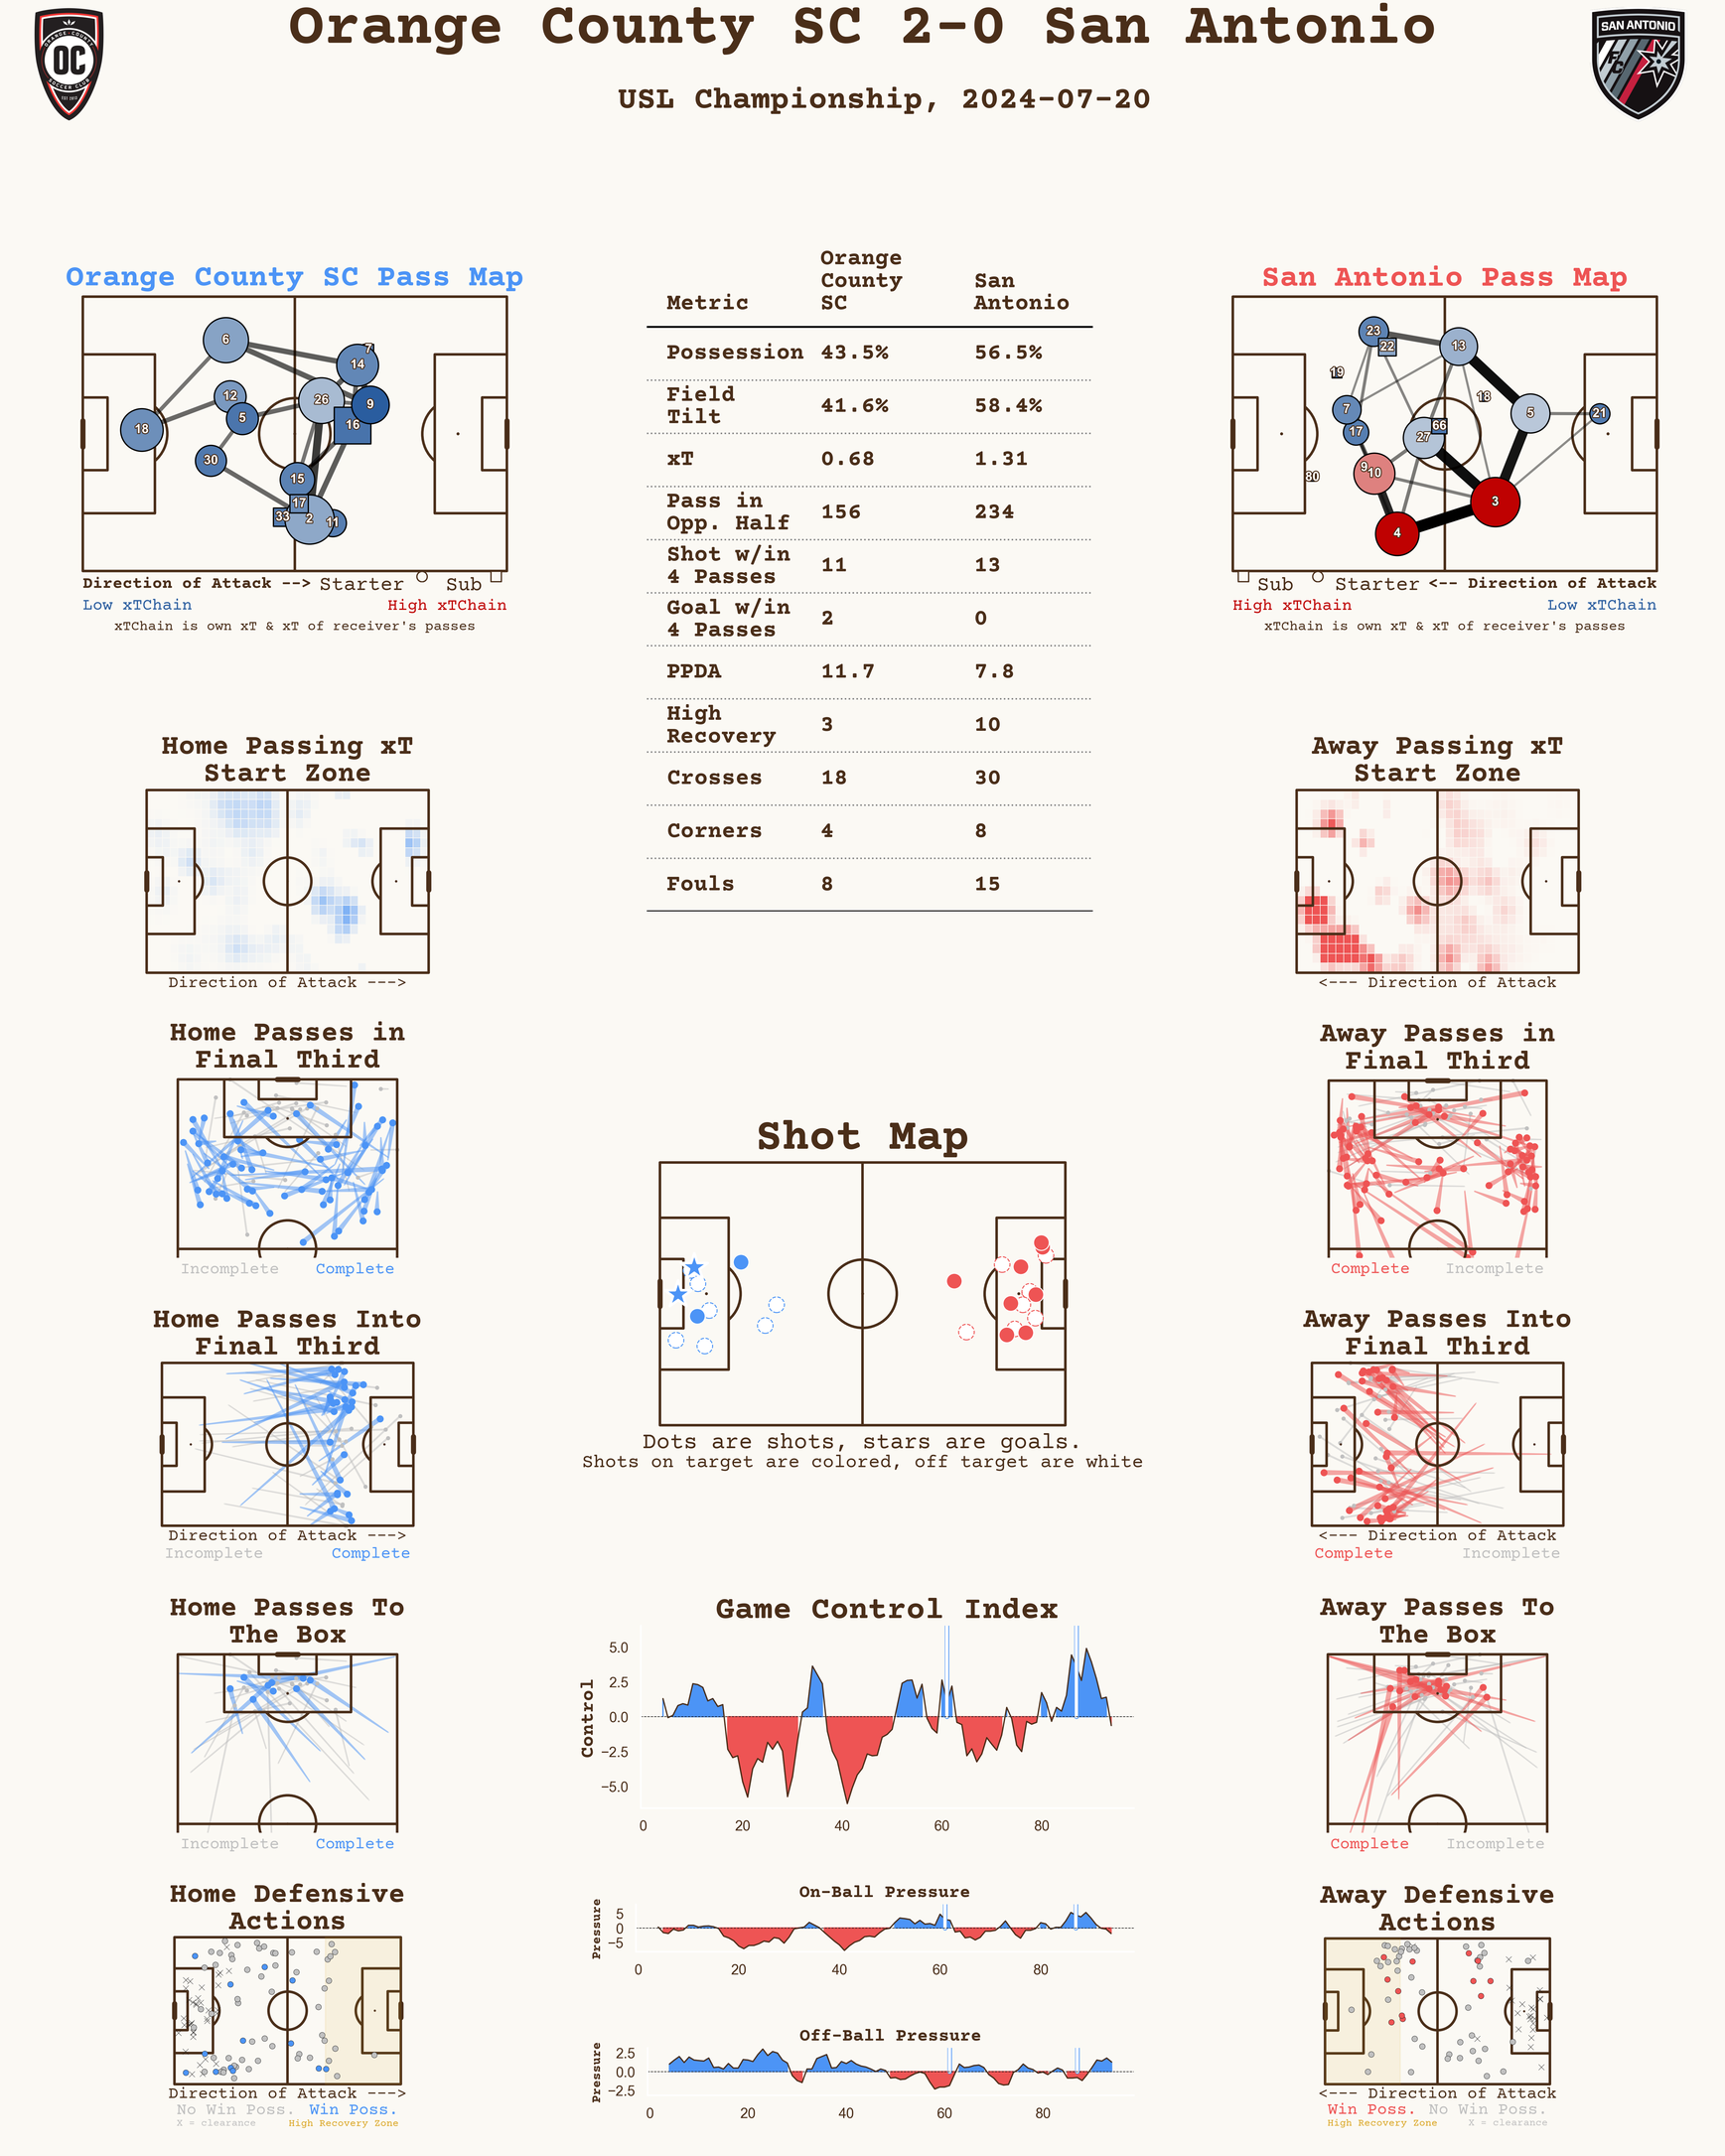 Orange County SC 2-0 San Antonio
USL Championship, 2024-07-20
ORANGE COUNTY
OC
SOCCER CLUB
SAN ANTONIO
FC
Orange County SC Pass Map
6
7
14
12
26
9
5
16
18
30
15
17
33
2
11
Direction of Attack --> Starter Sub
Low xTChain High xTChain
xTChain is own xT & xT of receiver's passes
Metric Orange County SC San Antonio
Possession 43.5% 56.5%
Field Tilt 41.6% 58.4%
xT 0.68 1.31
Pass in Opp. Half 156 234
Shot w/in 4 Passes 11 13
Goal w/in 4 Passes 2 0
PPDA 11.7 7.8
High Recovery 3 10
Crosses 18 30
Corners 4 8
Fouls 8 15
San Antonio Pass Map
23
22
13
19
18
7
5
21
17
27
66
9
10
80
3
4
Sub Starter <-- Direction of Attack
High xTChain Low xTChain
xTChain is own xT & xT of receiver's passes
Home Passing xT
Start Zone
Direction of Attack --->
Away Passing xT
Start Zone
<--- Direction of Attack
Home Passes in
Final Third
Incomplete Complete
Away Passes in
Final Third
Complete Incomplete
Shot Map
Dots are shots, stars are goals.
Shots on target are colored, off target are white
Home Passes Into
Final Third
Direction of Attack --->
Incomplete Complete
Away Passes Into
Final Third
<--- Direction of Attack
Complete Incomplete
Home Passes To
The Box
Incomplete Complete
Game Control Index
Control
5.0
2.5
0.0
−2.5
−5.0
0 20 40 60 80
Away Passes To
The Box
Complete Incomplete
Home Defensive
Actions
Direction of Attack --->
No Win Poss. Win Poss.
X = clearance High Recovery Zone
On-Ball Pressure
Pressure
5
0
−5
0 20 40 60 80
Off-Ball Pressure
Pressure
2.5
0.0
−2.5
0 20 40 60 80
Away Defensive
Actions
<--- Direction of Attack
Win Poss. No Win Poss.
High Recovery Zone X = clearance